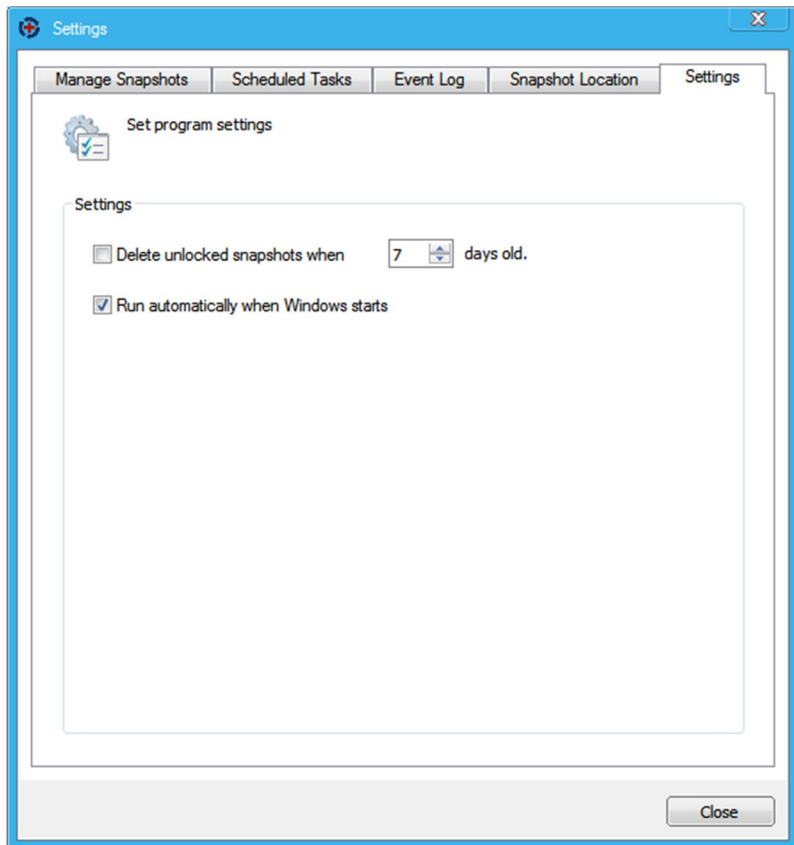 Settings
Manage Snapshots Scheduled Tasks Event Log Snapshot Location Settings
Set program settings
Settings
Delete unlocked snapshots when 7 days old.
Run automatically when Windows starts
Close